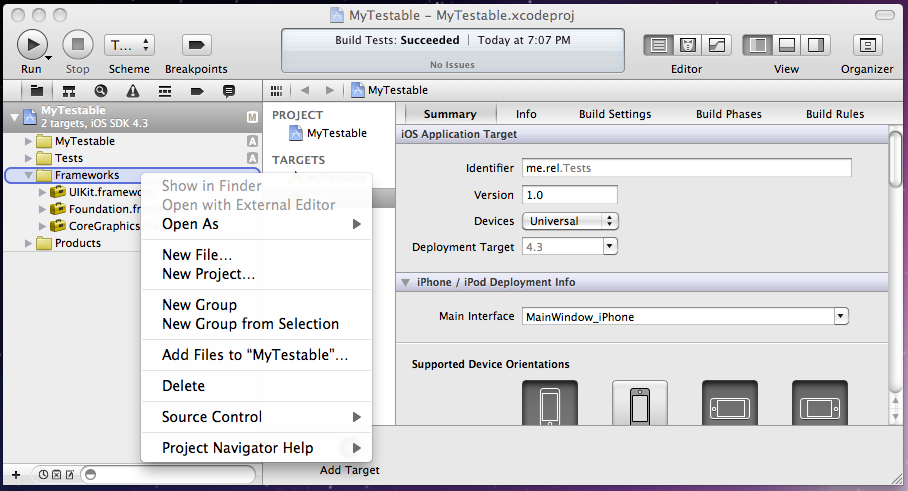 MyTestable – MyTestable.xcodeproj
Run
Stop
T...
Scheme
Breakpoints
Build Tests: Succeeded | Today at 7:07 PM
No Issues
Editor
View
Organizer
MyTestable
2 targets, iOS SDK 4.3
M
MyTestable
A
Tests
A
Frameworks
UIKit.framewo
Foundation.fr
CoreGraphics
Products
Show in Finder
Open with External Editor
Open As
New File...
New Project...
New Group
New Group from Selection
Add Files to “MyTestable”...
Delete
Source Control
Project Navigator Help
MyTestable
PROJECT
MyTestable
TARGETS
Summary
Info
Build Settings
Build Phases
Build Rules
iOS Application Target
Identifier
me.rel.Tests
Version
1.0
Devices
Universal
Deployment Target
4.3
iPhone / iPod Deployment Info
Main Interface
MainWindow_iPhone
Supported Device Orientations
Add Target